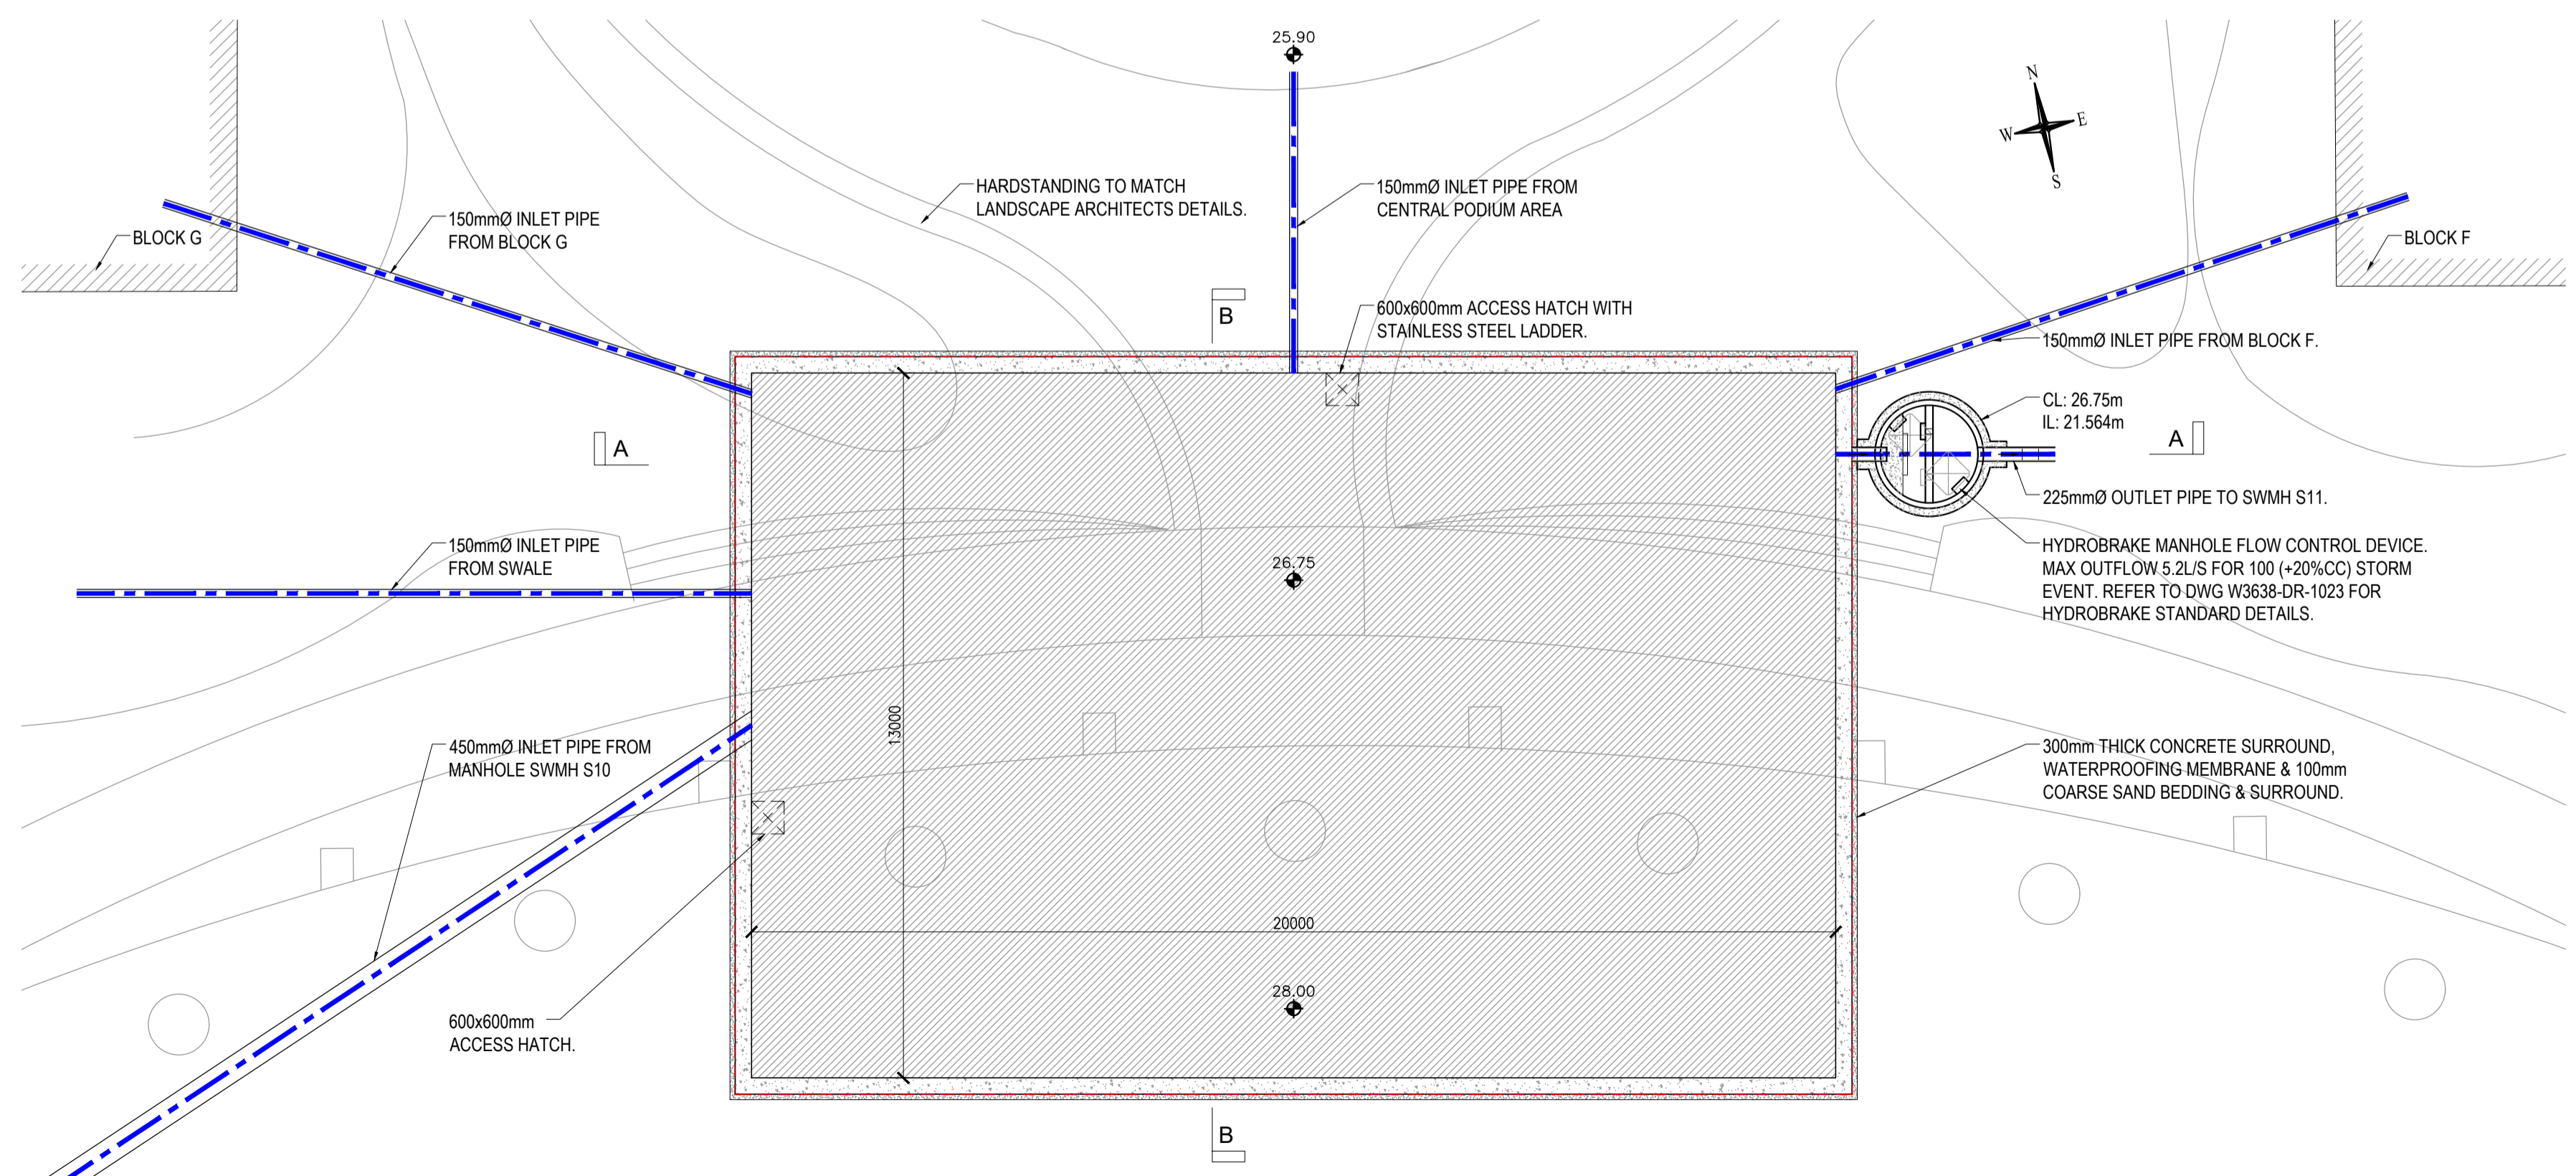 25.90
N
W
E
S
HARDSTANDING TO MATCH
LANDSCAPE ARCHITECTS DETAILS.
150mmØ INLET PIPE FROM
CENTRAL PODIUM AREA
150mmØ INLET PIPE
FROM BLOCK G
BLOCK G
BLOCK F
B
600x600mm ACCESS HATCH WITH
STAINLESS STEEL LADDER.
150mmØ INLET PIPE FROM BLOCK F.
CL: 26.75m
IL: 21.564m
A
A
225mmØ OUTLET PIPE TO SWMH S11.
150mmØ INLET PIPE
FROM SWALE
26.75
HYDROBRAKE MANHOLE FLOW CONTROL DEVICE.
MAX OUTFLOW 5.2L/S FOR 100 (+20%CC) STORM
EVENT. REFER TO DWG W3638-DR-1023 FOR
HYDROBRAKE STANDARD DETAILS.
13000
450mmØ INLET PIPE FROM
MANHOLE SWMH S10
300mm THICK CONCRETE SURROUND,
WATERPROOFING MEMBRANE & 100mm
COARSE SAND BEDDING & SURROUND.
20000
28.00
600x600mm
ACCESS HATCH.
B